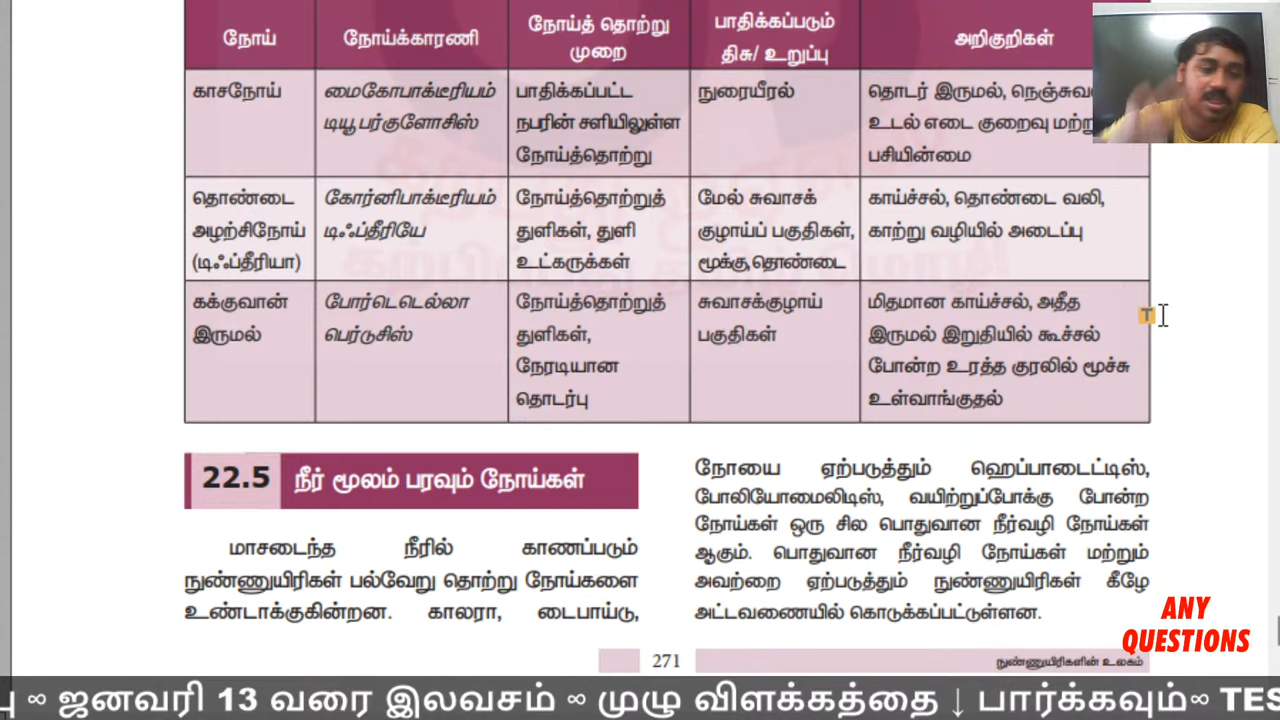 நோய்
நோய்க்காரணி
நோய்த் தொற்று
முறை
பாதிக்கப்படும்
திசு/ உறுப்பு
அறிகுறிகள்
காசநோய்
மைகோபாக்டீரியம்
டியூபர்குளோசிஸ்
பாதிக்கப்பட்ட
நபரின் சளியிலுள்ள
நோய்த்தொற்று
நுரையீரல்
தொடர் இருமல்,
உடல் எடை குறைவு
பசியின்மை
தொண்டை
அழற்சிநோய்
(டிஃப்தீரியா)
கோர்னிபாக்டீரியம்
டிஃப்தீரியே
நோய்த்தொற்றுத்
துளிகள், துளி
உட்கருக்கள்
மேல் சுவாசக்
குழாய்ப் பகுதிகள்,
மூக்கு,தொண்டை
காய்ச்சல், தொண்டை வலி,
காற்று வழியில் அடைப்பு
கக்குவான்
இருமல்
போர்டெடெல்லா
பெர்டுசிஸ்
நோய்த்தொற்றுத்
துளிகள்,
நேரடியான
தொடர்பு
சுவாசக்குழாய்
பகுதிகள்
மிதமான காய்ச்சல், அதீத
இருமல் இறுதியில் கூச்சல்
போன்ற உரத்த குரலில் மூச்சு
உள்வாங்குதல்
T
22.5 நீர் மூலம் பரவும் நோய்கள்
மாசடைந்த நீரில் காணப்படும்
நுண்ணுயிரிகள் பல்வேறு தொற்று நோய்களை
உண்டாக்குகின்றன. காலரா, டைபாய்டு,
நோயை ஏற்படுத்தும் ஹெப்பாடைட்டிஸ்,
போலியோமைலிடிஸ், வயிற்றுப்போக்கு போன்ற
நோய்கள் ஒரு சில பொதுவான நீர்வழி நோய்கள்
ஆகும். பொதுவான நீர்வழி நோய்கள் மற்றும்
அவற்றை ஏற்படுத்தும் நுண்ணுயிரிகள் கீழே
அட்டவணையில் கொடுக்கப்பட்டுள்ளன.
ANY
QUESTIONS
271
நுண்ணுயிரிகளின் உலகம்
∞ ஜனவரி 13 வரை இலவசம் ∞ முழு விளக்கத்தை ↓ பார்க்கவும்∞